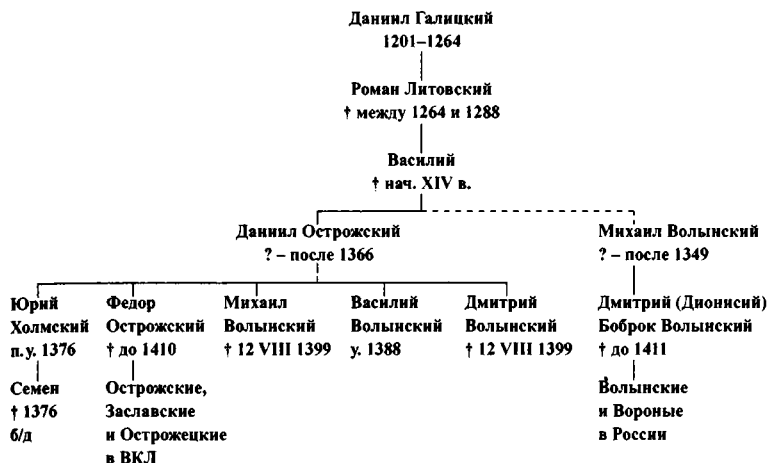 Даниил Галицкий
1201–1264
Роман Литовский
† между 1264 и 1288
Василий
† нач. XIV в.
Даниил Острожский
? – после 1366
Михаил Волынский
? – после 1349
Юрий
Холмский
п. у. 1376
Федор
Острожский
† до 1410
Михаил
Волынский
† 12 VIII 1399
Василий
Волынский
у. 1388
Дмитрий
Волынский
† 12 VIII 1399
Дмитрий (Дионисий)
Боброк Волынский
† до 1411
Семен
† 1376
б/д
Острожские,
Заславские
и Острожецкие
в ВКЛ
Волынские
и Вороные
в России